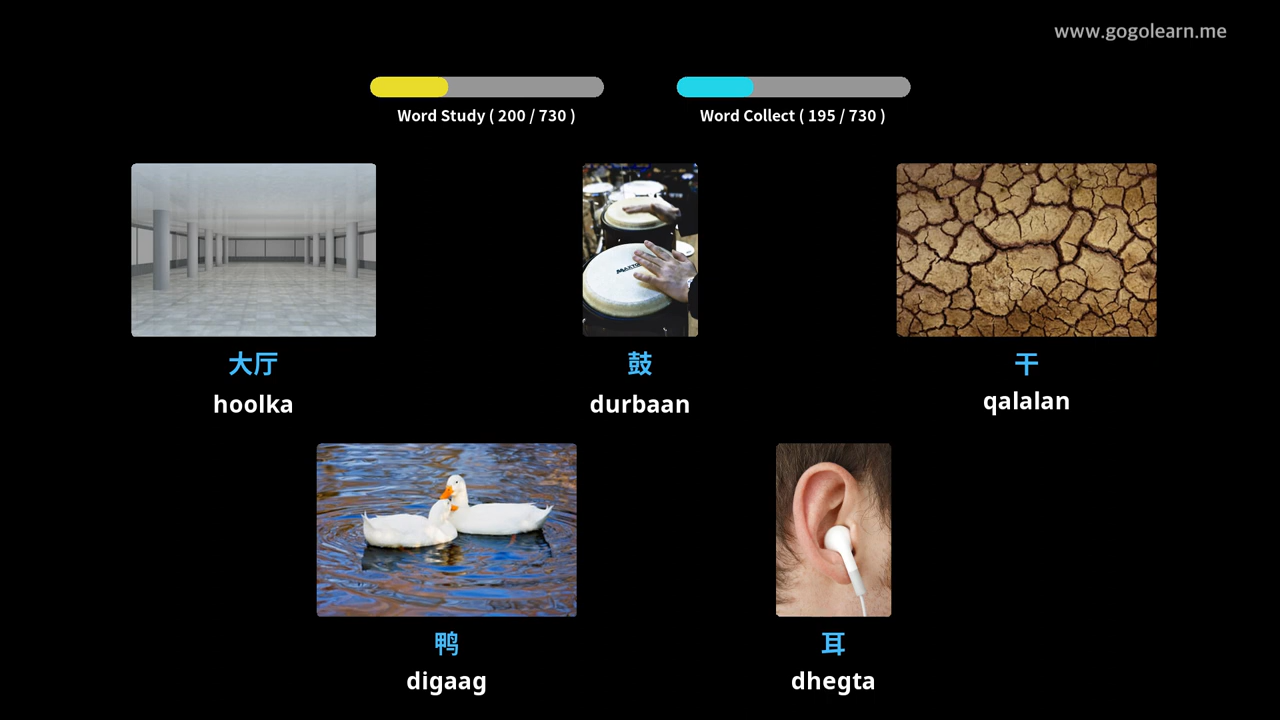 www.gogolearn.me
Word Study ( 200 / 730 )
Word Collect ( 195 / 730 )
大厅
鼓
干
hoolka
durbaan
qalalan
鸭
耳
digaag
dhegta